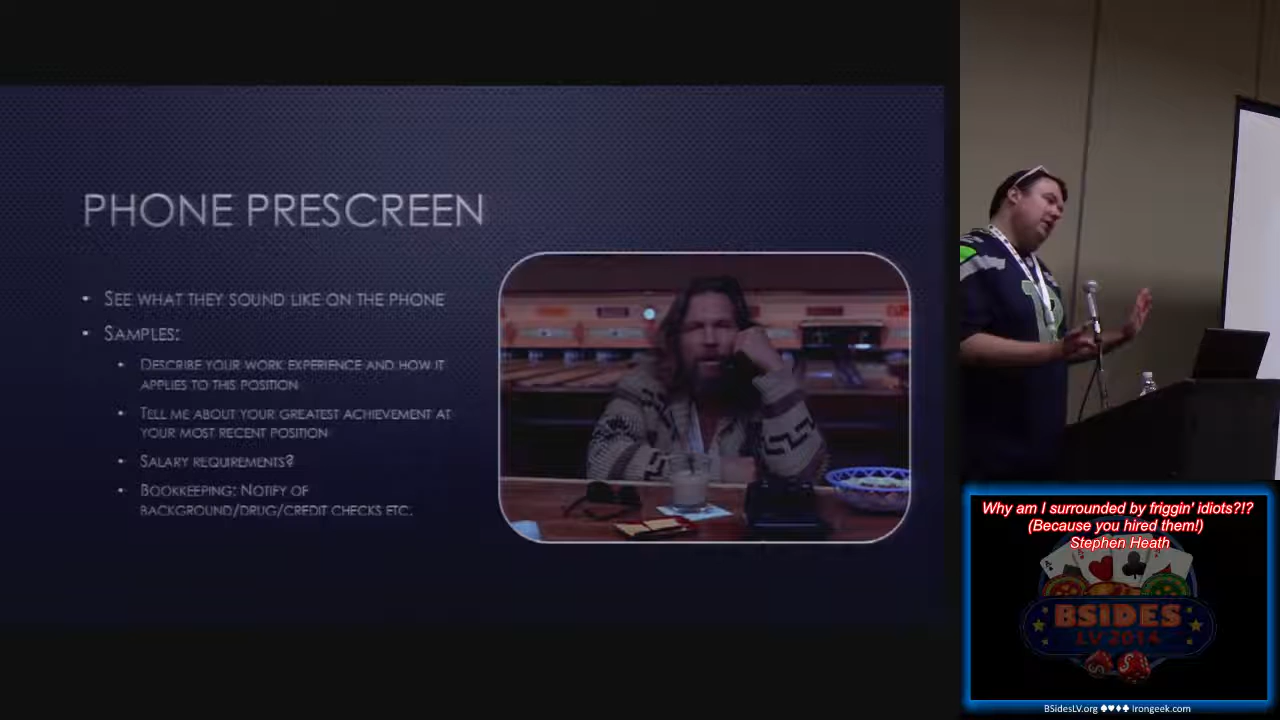 PHONE PRESCREEN
• SEE WHAT THEY SOUND LIKE ON THE PHONE
• SAMPLES:
• DESCRIBE YOUR WORK EXPERIENCE AND HOW IT
APPLIES TO THIS POSITION
• TELL ME ABOUT YOUR GREATEST ACHIEVEMENT AT
YOUR MOST RECENT POSITION
• SALARY REQUIREMENTS?
• BOOKKEEPING: NOTIFY OF
BACKGROUND/DRUG/CREDIT CHECKS ETC.
Why am I surrounded by friggin' idiots?!?
(Because you hired them!)
Stephen Heath
BSIDES
LV 2014
BSidesLV.org ♠♥♦♣ Irongeek.com